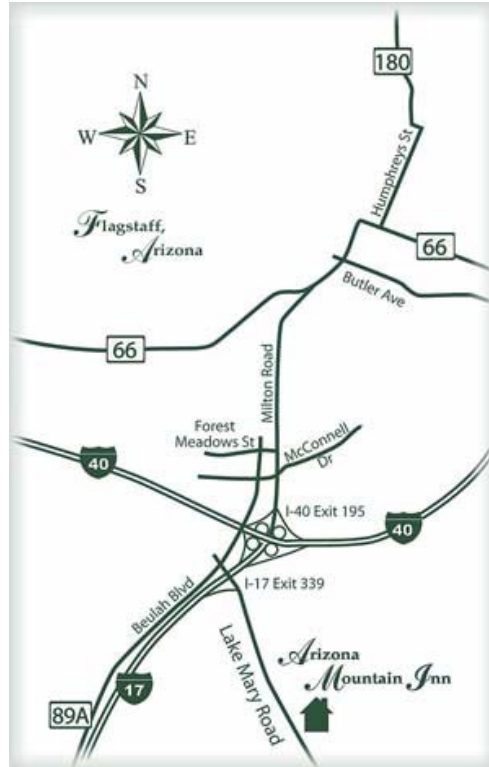 180
N
W E
S
Humphreys St
Flagstaff,
Arizona
66
Butler Ave
66
Milton Road
Forest
Meadows St
McConnell
Dr
40
I-40 Exit 195
40
I-17 Exit 339
Beulah Blvd
Lake Mary Road
Arizona
Mountain Inn
17
89A